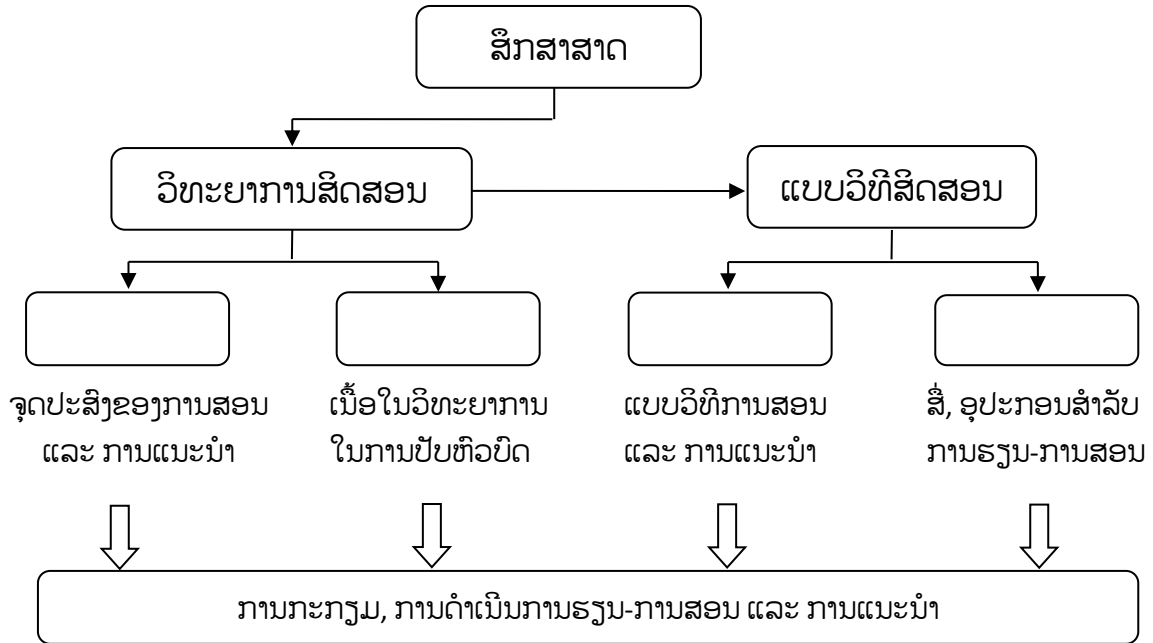 ສຶກສາສາດ
ວິທະຍາການສິດສອນ
ແບບວິທີສິດສອນ
ຈຸດປະສົງຂອງການສອນ
ແລະ ການແນະນຳ
ເນື້ອໃນວິທະຍາການ
ໃນການປັບຫົວບົດ
ແບບວິທີການສອນ
ແລະ ການແນະນຳ
ສື່, ອຸປະກອນສຳລັບ
ການຮຽນ-ການສອນ
ການກະກຽມ, ການດຳເນີນການຮຽນ-ການສອນ ແລະ ການແນະນຳ